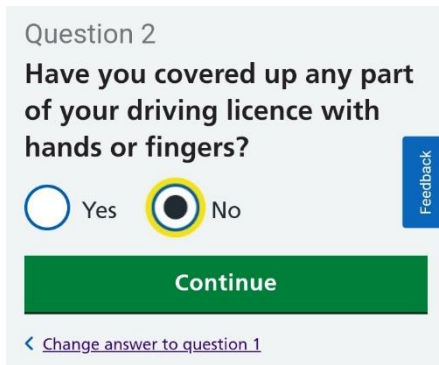 Question 2
Have you covered up any part
of your driving licence with
hands or fingers?
Yes No
Feedback
Continue
Change answer to question 1